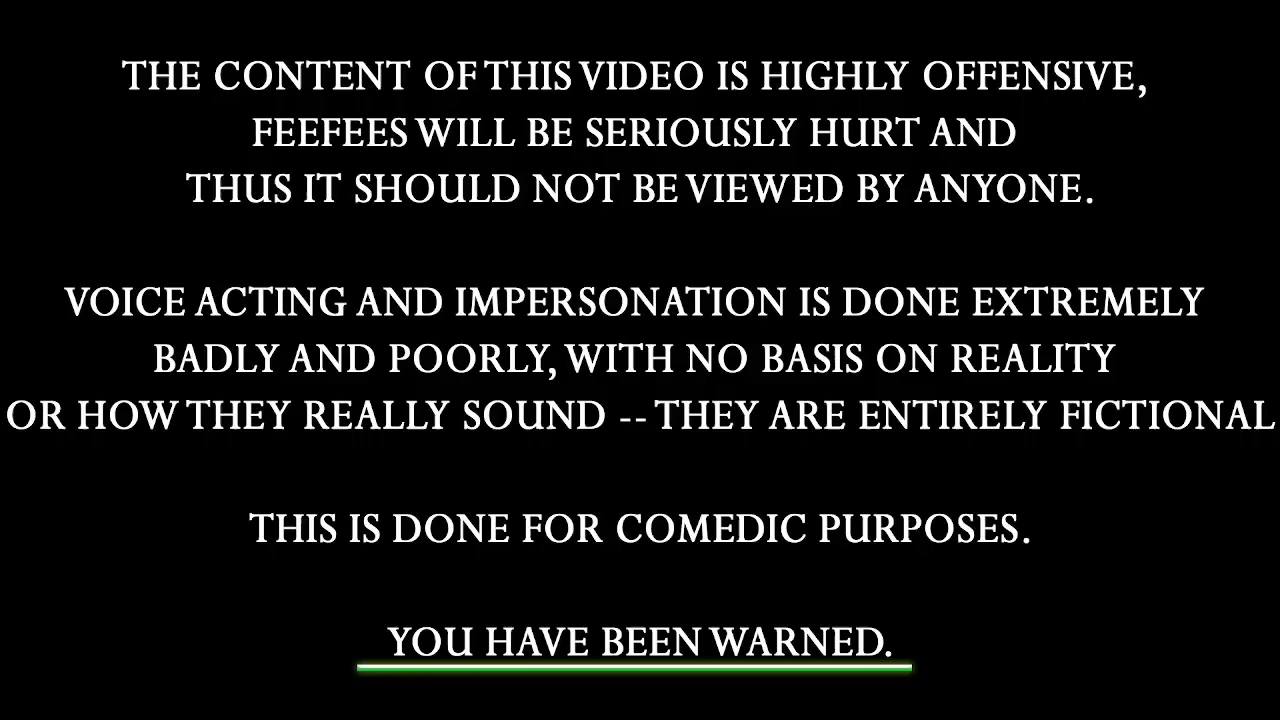 THE CONTENT OF THIS VIDEO IS HIGHLY OFFENSIVE,
FEEFEES WILL BE SERIOUSLY HURT AND
THUS IT SHOULD NOT BE VIEWED BY ANYONE.
VOICE ACTING AND IMPERSONATION IS DONE EXTREMELY
BADLY AND POORLY, WITH NO BASIS ON REALITY
OR HOW THEY REALLY SOUND -- THEY ARE ENTIRELY FICTIONAL
THIS IS DONE FOR COMEDIC PURPOSES.
YOU HAVE BEEN WARNED.